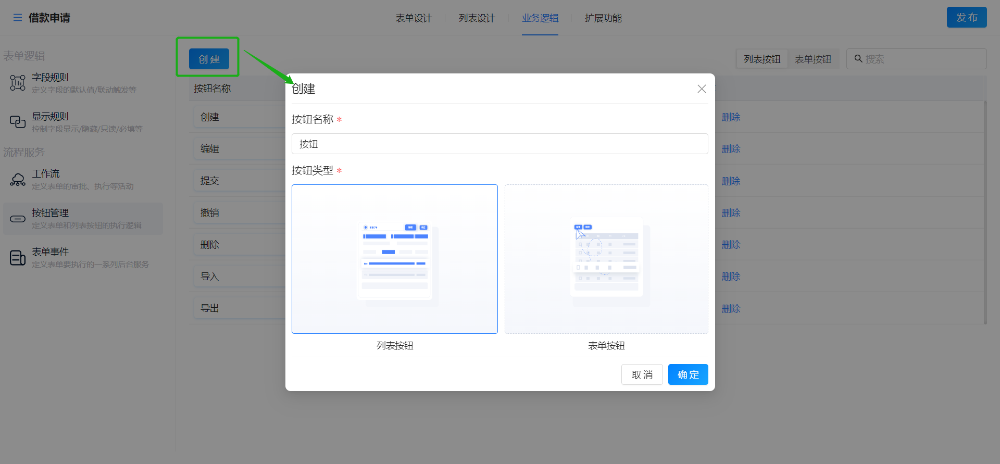 借款申请
表单设计
列表设计
业务逻辑
扩展功能
发布
表单逻辑
字段规则
定义字段的默认值/联动触发等
显示规则
控制字段显示/隐藏/只读/必填等
流程服务
工作流
定义表单的审批、执行等活动
按钮管理
定义表单和列表按钮的执行逻辑
表单事件
定义表单要执行的一系列后台服务
创建
列表按钮
表单按钮
搜索
按钮名称
创建
删除
编辑
删除
提交
删除
撤销
删除
删除
删除
导入
删除
导出
删除
创建
按钮名称 *
按钮
按钮类型 *
列表按钮
表单按钮
取消
确定